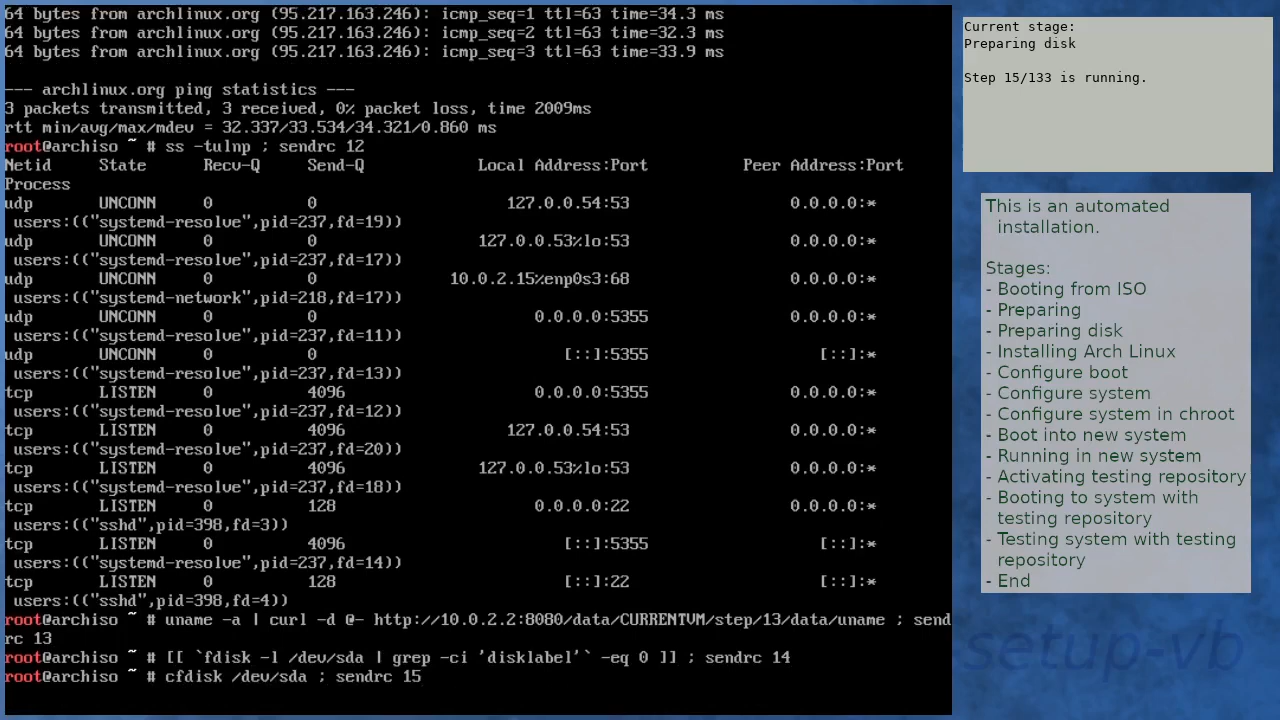 64 bytes from archlinux.org (95.217.163.246): icmp_seq=1 ttl=63 time=34.3 ms
64 bytes from archlinux.org (95.217.163.246): icmp_seq=2 ttl=63 time=32.3 ms
64 bytes from archlinux.org (95.217.163.246): icmp_seq=3 ttl=63 time=33.9 ms
--- archlinux.org ping statistics ---
3 packets transmitted, 3 received, 0% packet loss, time 2009ms
rtt min/avg/max/mdev = 32.337/33.534/34.321/0.860 ms
root@archiso ~ # ss -tulnp ; sendrc 12
Netid State Recv-Q Send-Q Local Address:Port Peer Address:Port
Process
udp UNCONN 0 0 127.0.0.54:53 0.0.0.0:*
users:(("systemd-resolve",pid=237,fd=19))
udp UNCONN 0 0 127.0.0.53%lo:53 0.0.0.0:*
users:(("systemd-resolve",pid=237,fd=17))
udp UNCONN 0 0 10.0.2.15%enp0s3:68 0.0.0.0:*
users:(("systemd-network",pid=218,fd=17))
udp UNCONN 0 0 0.0.0.0:5355 0.0.0.0:*
users:(("systemd-resolve",pid=237,fd=11))
udp UNCONN 0 0 [::]:5355 [::]:*
users:(("systemd-resolve",pid=237,fd=13))
tcp LISTEN 0 4096 0.0.0.0:5355 0.0.0.0:*
users:(("systemd-resolve",pid=237,fd=12))
tcp LISTEN 0 4096 127.0.0.54:53 0.0.0.0:*
users:(("systemd-resolve",pid=237,fd=20))
tcp LISTEN 0 4096 127.0.0.53%lo:53 0.0.0.0:*
users:(("systemd-resolve",pid=237,fd=18))
tcp LISTEN 0 128 0.0.0.0:22 0.0.0.0:*
users:(("sshd",pid=398,fd=3))
tcp LISTEN 0 4096 [::]:5355 [::]:*
users:(("systemd-resolve",pid=237,fd=14))
tcp LISTEN 0 128 [::]:22 [::]:*
users:(("sshd",pid=398,fd=4))
root@archiso ~ # uname -a | curl -d @- http://10.0.2.2:8080/data/CURRENTVM/step/13/data/uname ; send
rc 13
root@archiso ~ # [[ `fdisk -l /dev/sda | grep -ci 'disklabel'` -eq 0 ]] ; sendrc 14
root@archiso ~ # cfdisk /dev/sda ; sendrc 15
Current stage:
Preparing disk
Step 15/133 is running.
This is an automated
installation.
Stages:
- Booting from ISO
- Preparing
- Preparing disk
- Installing Arch Linux
- Configure boot
- Configure system
- Configure system in chroot
- Boot into new system
- Running in new system
- Activating testing repository
- Booting to system with
testing repository
- Testing system with testing
repository
- End
setup-vb